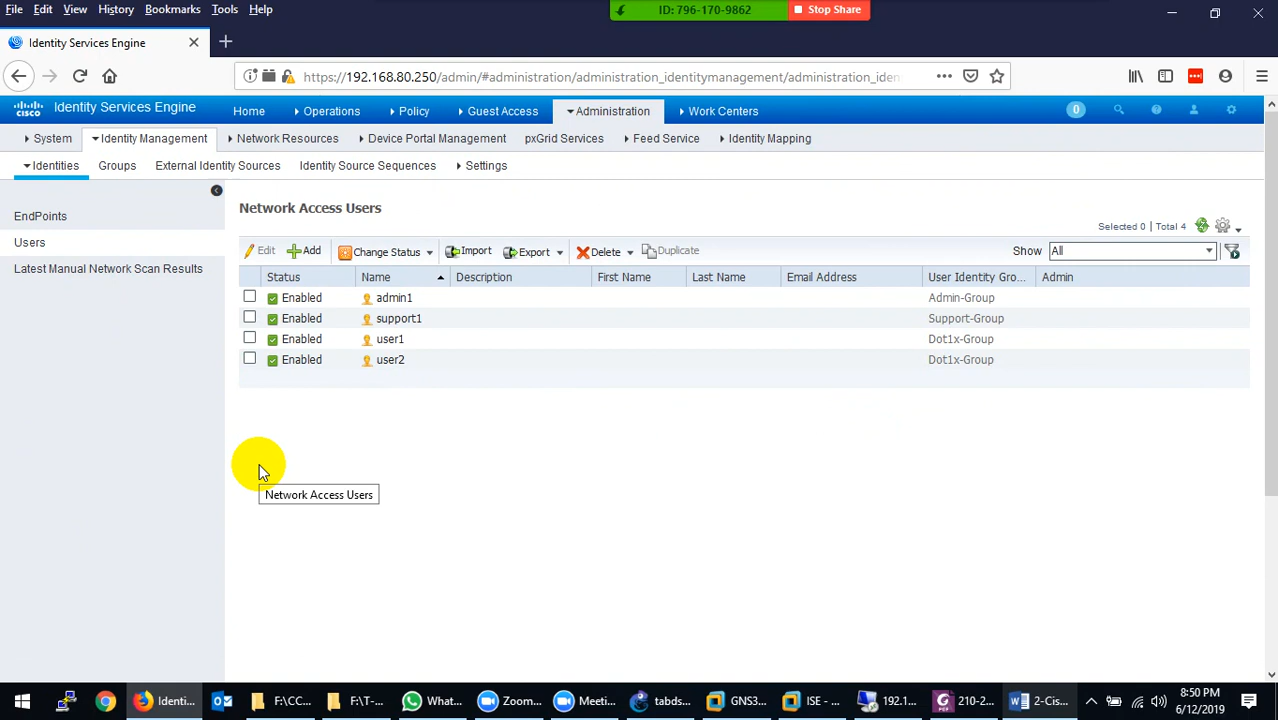 File Edit View History Bookmarks Tools Help
ID: 796-170-9862 Stop Share
Identity Services Engine
https://192.168.80.250/admin/#administration/administration_identitymanagement/administration_iden
cisco Identity Services Engine Home Operations Policy Guest Access Administration Work Centers 0
System Identity Management Network Resources Device Portal Management pxGrid Services Feed Service Identity Mapping
Identities Groups External Identity Sources Identity Source Sequences Settings
EndPoints
Users
Latest Manual Network Scan Results
Network Access Users
Selected 0 | Total 4
Edit Add Change Status Import Export Delete Duplicate Show All
Status Name Description First Name Last Name Email Address User Identity Gro... Admin
Enabled admin1 Admin-Group
Enabled support1 Support-Group
Enabled user1 Dot1x-Group
Enabled user2 Dot1x-Group
Network Access Users
Identi... F:\CC... F:\T-... What... Zoom... Meeti... tabds... GNS3... ISE - ... 192.1... 210-2... 2-Cis...
8:50 PM
6/12/2019